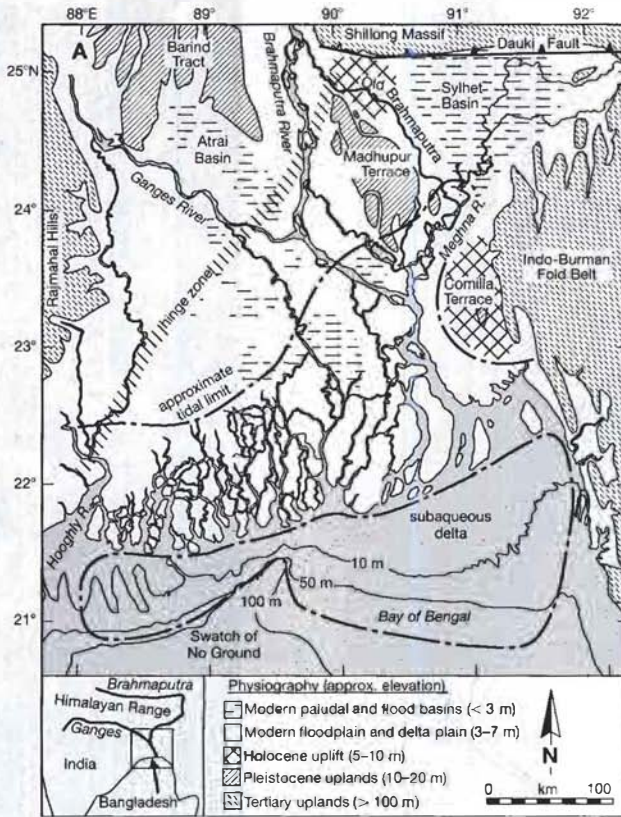 88°
89°
90°
91°
92°
25°N
24°
23°
22°
21°
A
Barind
Tract
Brahmaputra River
Shillong Massif
Dauki Fault
Old Brahmaputra
Sylhet
Basin
Atrai
Basin
Madhupur
Terrace
Ganges River
Meghna R.
Rajmahal Hills
hinge zone
Indo-Burman
Fold Belt
Comilla
Terrace
approximate
tidal limit
Hooghly R.
subaqueous
delta
10 m
50 m
100 m
Bay of Bengal
Swatch of
No Ground
Brahmaputra
Himalayan Range
Ganges
India
Bangladesh
Physiography (approx. elevation)
Modern paludal and flood basins (< 3 m)
Modern floodplain and delta plain (3–7 m)
Holocene uplift (5–10 m)
Pleistocene uplands (10–20 m)
Tertiary uplands (> 100 m)
N
0 km 100